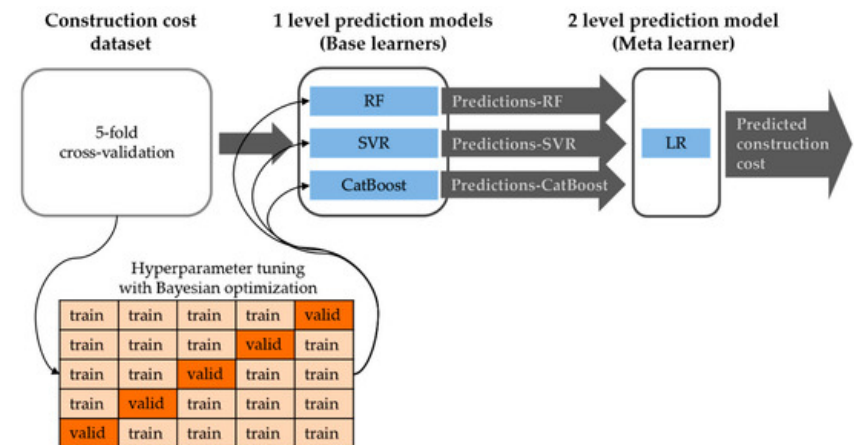 Construction cost
dataset
1 level prediction models
(Base learners)
2 level prediction model
(Meta learner)
5-fold
cross-validation
RF
SVR
CatBoost
Predictions-RF
Predictions-SVR
Predictions-CatBoost
LR
Predicted
construction
cost
Hyperparameter tuning
with Bayesian optimization
train train train train valid
train train train valid train
train train valid train train
train valid train train train
valid train train train train